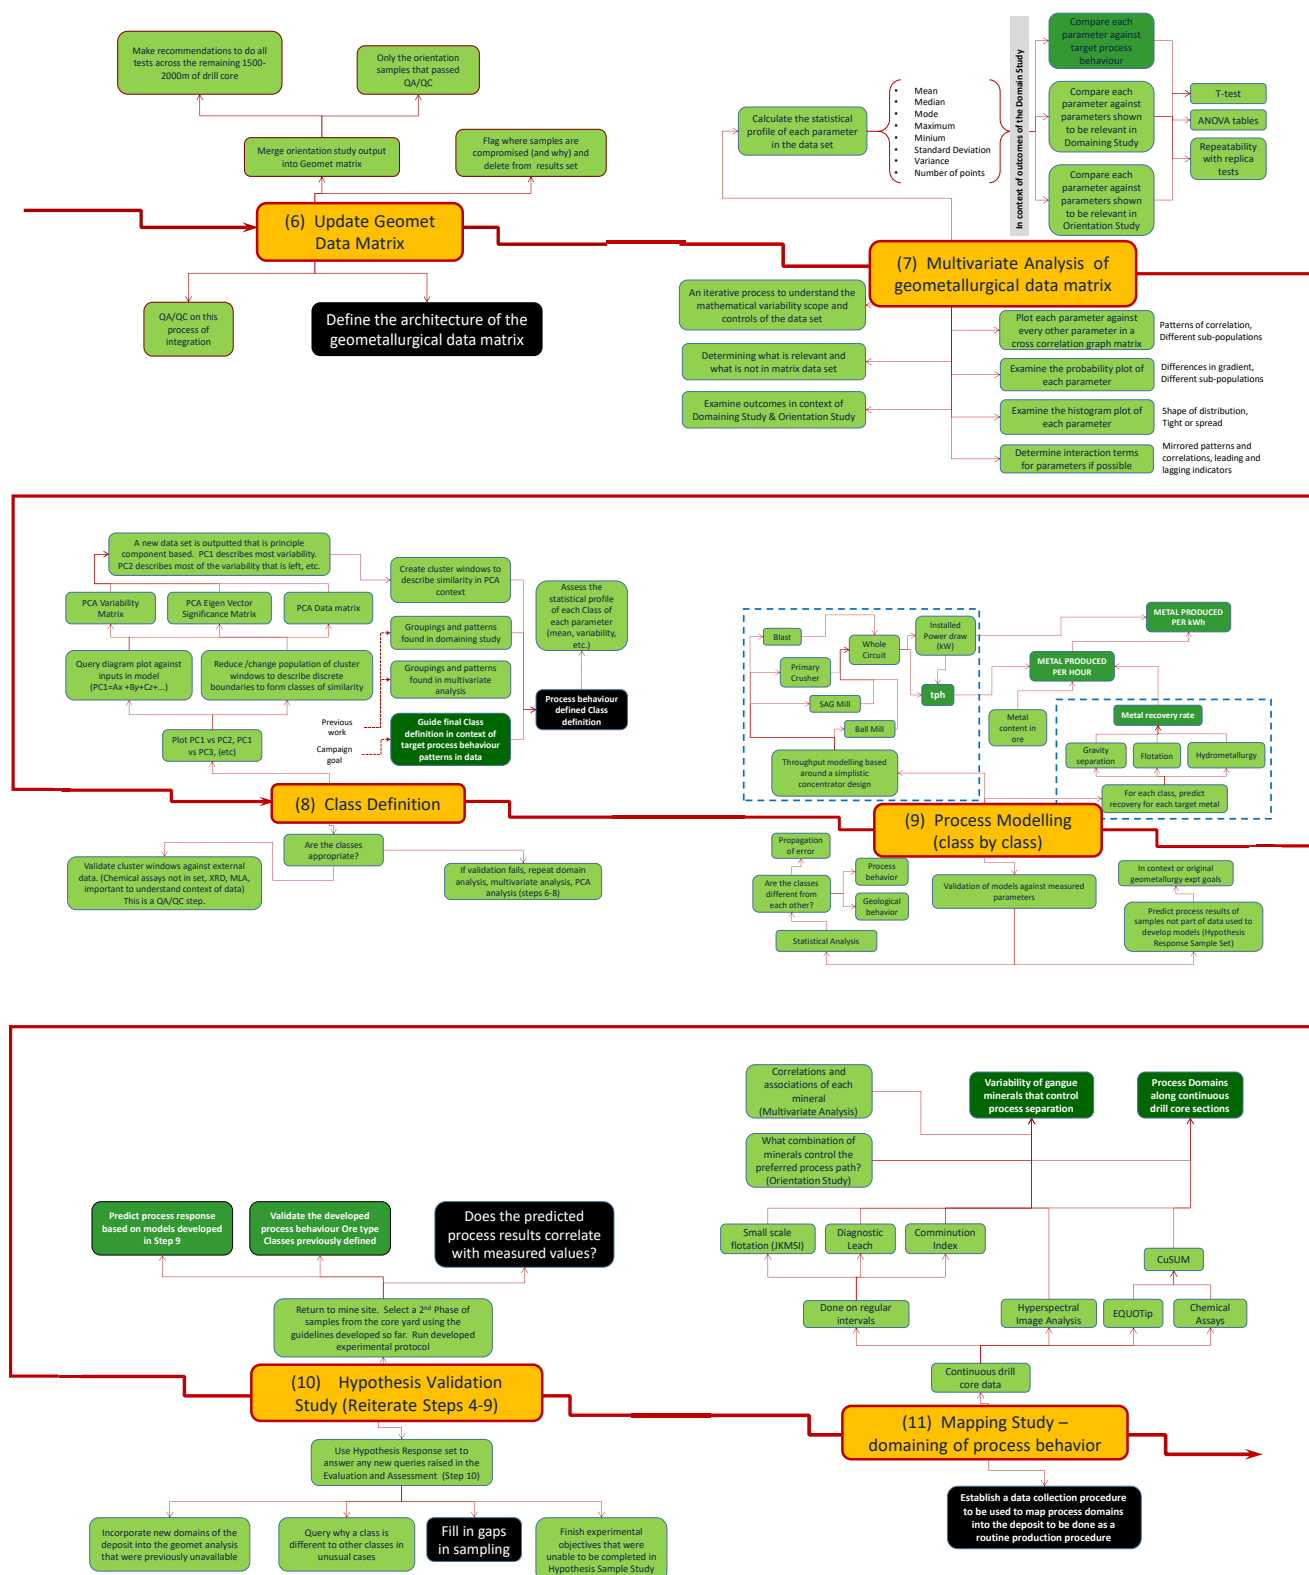 Make recommendations to do all
tests across the remaining 1500-
2000m of drill core
Only the orientation
samples that passed
QA/QC
Merge orientation study output
into Geomet matrix
Flag where samples are
compromised (and why) and
delete from results set
(6) Update Geomet
Data Matrix
QA/QC on this
process of
integration
Define the architecture of the
geometallurgical data matrix
Calculate the statistical
profile of each parameter
in the data set
• Mean
• Median
• Mode
• Maximum
• Minium
• Standard Deviation
• Variance
• Number of points
In context of outcomes of the Domain Study
Compare each
parameter against
target process
behaviour
Compare each
parameter against
parameters shown
to be relevant in
Domaining Study
Compare each
parameter against
parameters shown
to be relevant in
Orientation Study
T-test
ANOVA tables
Repeatability
with replica
tests
(7) Multivariate Analysis of
geometallurgical data matrix
An iterative process to understand the
mathematical variability scope and
controls of the data set
Determining what is relevant and
what is not in matrix data set
Examine outcomes in context of
Domaining Study & Orientation Study
Plot each parameter against
every other parameter in a
cross correlation graph matrix
Patterns of correlation,
Different sub-populations
Examine the probability plot of
each parameter
Differences in gradient,
Different sub-populations
Examine the histogram plot of
each parameter
Shape of distribution,
Tight or spread
Determine interaction terms
for parameters if possible
Mirrored patterns and
correlations, leading and
lagging indicators
A new data set is outputted that is principle
component based. PC1 describes most variability.
PC2 describes most of the variability that is left, etc.
PCA Variability
Matrix
PCA Eigen Vector
Significance Matrix
PCA Data matrix
Query diagram plot against
inputs in model
(PC1=Ax +By+Cz+...)
Reduce /change population of cluster
windows to describe discrete
boundaries to form classes of similarity
Plot PC1 vs PC2, PC1
vs PC3, (etc)
Create cluster windows to
describe similarity in PCA
context
Groupings and patterns
found in domaining study
Groupings and patterns
found in multivariate
analysis
Previous
work
Campaign
goal
Guide final Class
definition in context of
target process behaviour
patterns in data
Assess the
statistical profile
of each Class of
each parameter
(mean, variability,
etc.)
Process behaviour
defined Class
definition
(8) Class Definition
Are the classes
appropriate?
Validate cluster windows against external
data. (Chemical assays not in set, XRD, MLA,
important to understand context of data)
This is a QA/QC step.
If validation fails, repeat domain
analysis, multivariate analysis, PCA
analysis (steps 6-8)
Blast
Primary
Crusher
SAG Mill
Ball Mill
Whole
Circuit
Installed
Power draw
(kW)
tph
Throughput modelling based
around a simplistic
concentrator design
METAL PRODUCED
PER kWh
METAL PRODUCED
PER HOUR
Metal
content in
ore
Metal recovery rate
Gravity
separation
Flotation
Hydrometallurgy
For each class, predict
recovery for each target metal
(9) Process Modelling
(class by class)
Propagation
of error
Are the classes
different from
each other?
Process
behavior
Geological
behavior
Statistical Analysis
Validation of models against measured
parameters
In context or original
geometallurgy expt goals
Predict process results of
samples not part of data used to
develop models (Hypothesis
Response Sample Set)
Predict process response
based on models developed
in Step 9
Validate the developed
process behaviour Ore type
Classes previously defined
Does the predicted
process results correlate
with measured values?
Return to mine site. Select a 2nd Phase of
samples from the core yard using the
guidelines developed so far. Run developed
experimental protocol
(10) Hypothesis Validation
Study (Reiterate Steps 4-9)
Use Hypothesis Response set to
answer any new queries raised in the
Evaluation and Assessment (Step 10)
Incorporate new domains of the
deposit into the geomet analysis
that were previously unavailable
Query why a class is
different to other classes in
unusual cases
Fill in gaps
in sampling
Finish experimental
objectives that were
unable to be completed in
Hypothesis Sample Study
Correlations and
associations of each
mineral
(Multivariate Analysis)
What combination of
minerals control the
preferred process path?
(Orientation Study)
Variability of gangue
minerals that control
process separation
Process Domains
along continuous
drill core sections
Small scale
flotation (JKMSI)
Diagnostic
Leach
Comminution
Index
CuSUM
Done on regular
intervals
Hyperspectral
Image Analysis
EQUOTip
Chemical
Assays
Continuous drill
core data
(11) Mapping Study –
domaining of process behavior
Establish a data collection procedure
to be used to map process domains
into the deposit to be done as a
routine production procedure